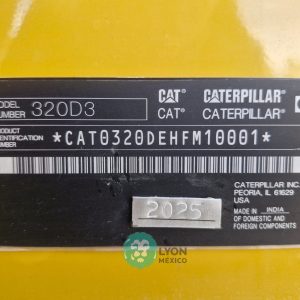 MODEL NUMBER 320D3 CAT® CATERPILLAR®
CAT® CATERPILLAR®
PRODUCT IDENTIFICATION NUMBER *CAT0320DEHFM10001*
CATERPILLAR INC.
PEORIA, IL 61629
USA
2025
MADE IN INDIA
OF DOMESTIC AND
FOREIGN COMPONENTS
LYON
MEXICO